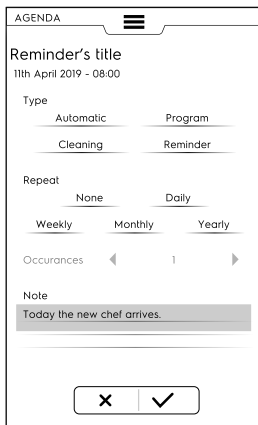 AGENDA
Reminder's title
11th April 2019 - 08:00
Type
Automatic Program
Cleaning Reminder
Repeat
None Daily
Weekly Monthly Yearly
Occurances 1
Note
Today the new chef arrives.